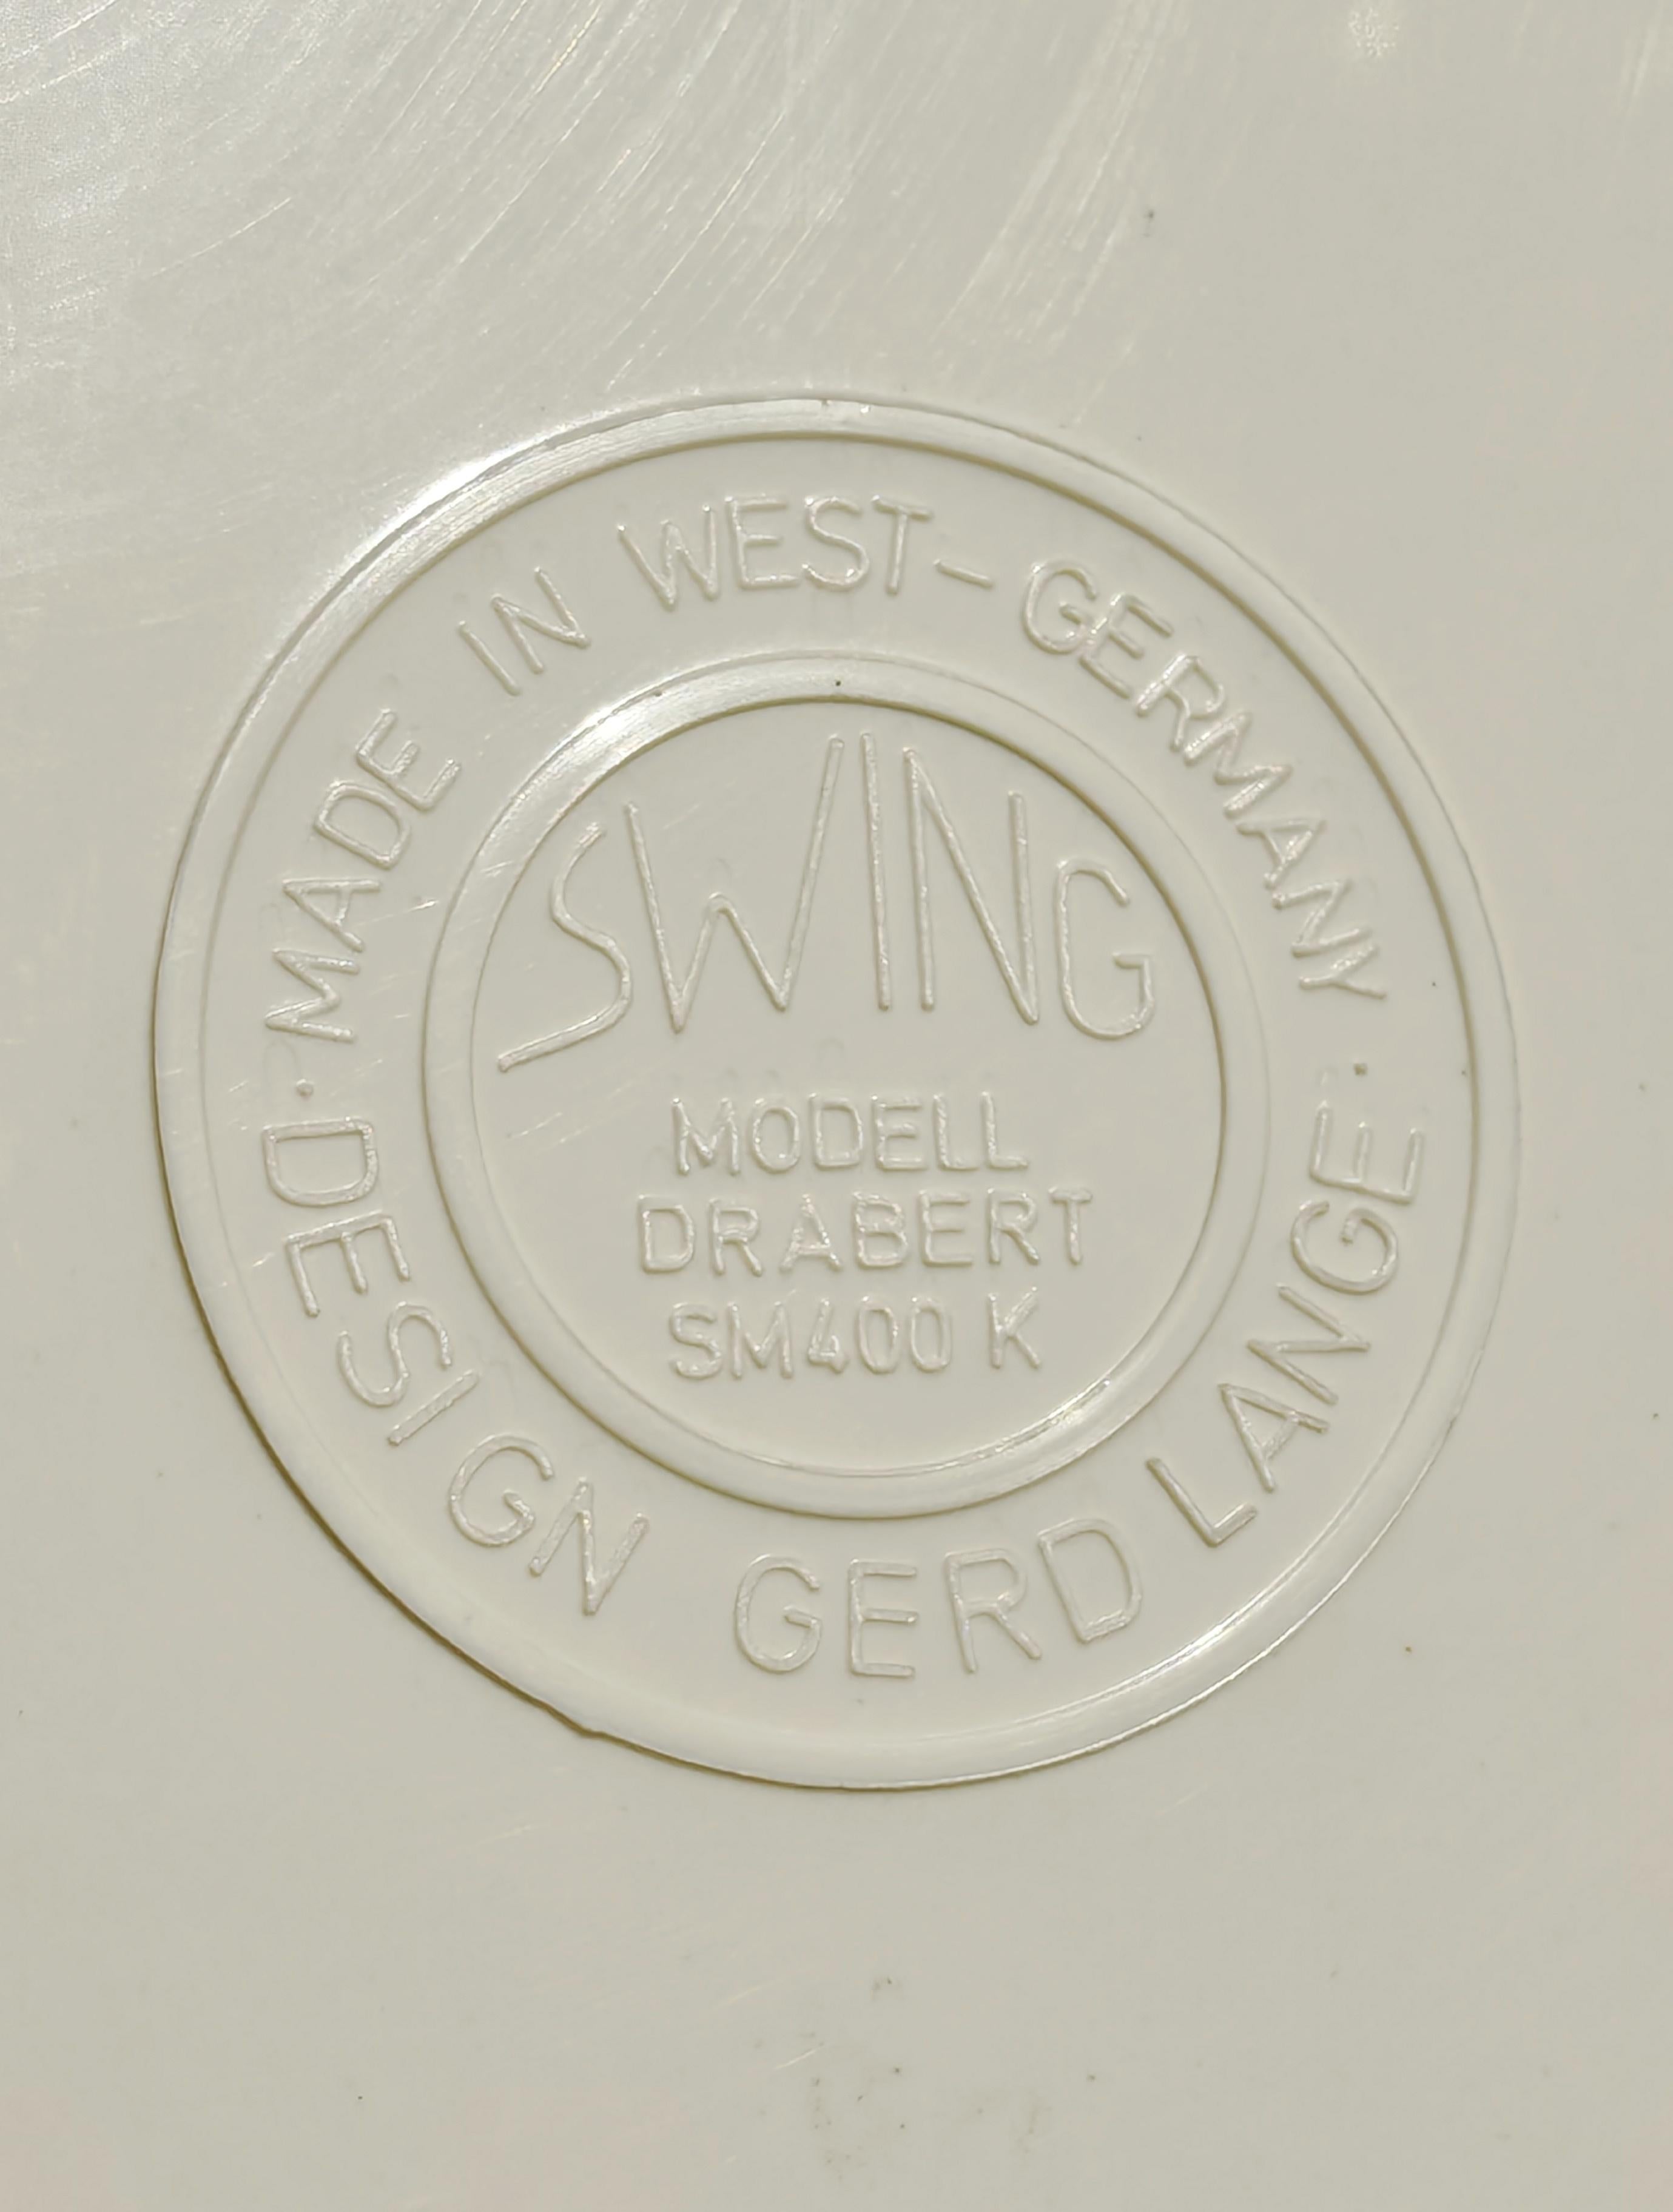 MADE IN WEST-GERMANY ·
DESIGN GERD LANGE ·
SWING
MODELL
DRABERT
SM400 K